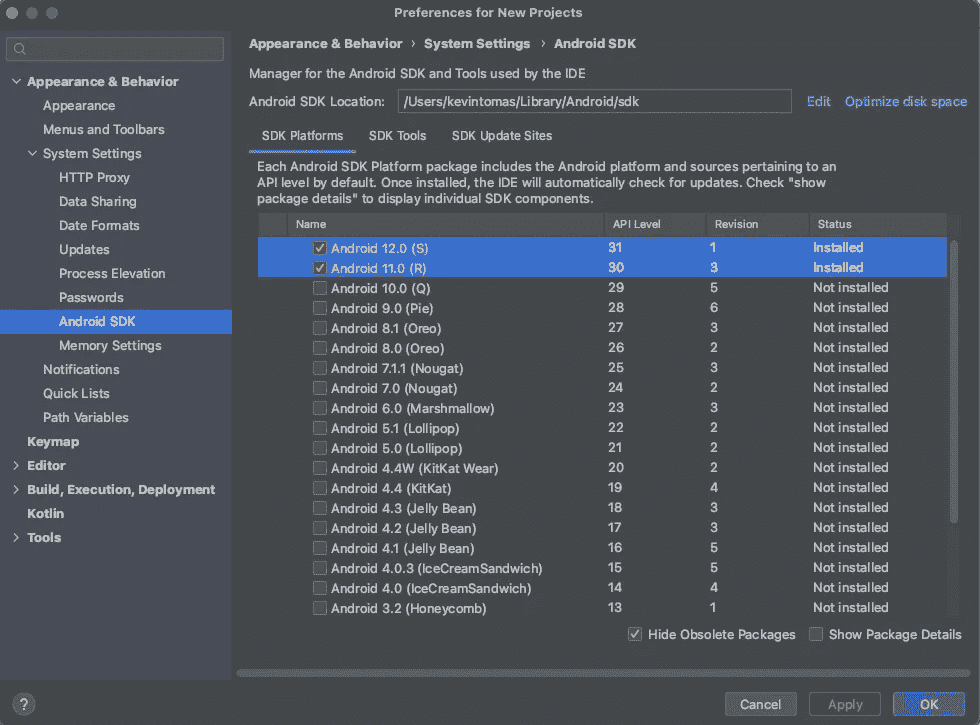 Preferences for New Projects
Appearance & Behavior › System Settings › Android SDK
Manager for the Android SDK and Tools used by the IDE
Android SDK Location: /Users/kevintomas/Library/Android/sdk Edit Optimize disk space
SDK Platforms SDK Tools SDK Update Sites
Each Android SDK Platform package includes the Android platform and sources pertaining to an
API level by default. Once installed, the IDE will automatically check for updates. Check "show
package details" to display individual SDK components.
Name API Level Revision Status
Android 12.0 (S) 31 1 Installed
Android 11.0 (R) 30 3 Installed
Android 10.0 (Q) 29 5 Not installed
Android 9.0 (Pie) 28 6 Not installed
Android 8.1 (Oreo) 27 3 Not installed
Android 8.0 (Oreo) 26 2 Not installed
Android 7.1.1 (Nougat) 25 3 Not installed
Android 7.0 (Nougat) 24 2 Not installed
Android 6.0 (Marshmallow) 23 3 Not installed
Android 5.1 (Lollipop) 22 2 Not installed
Android 5.0 (Lollipop) 21 2 Not installed
Android 4.4W (KitKat Wear) 20 2 Not installed
Android 4.4 (KitKat) 19 4 Not installed
Android 4.3 (Jelly Bean) 18 3 Not installed
Android 4.2 (Jelly Bean) 17 3 Not installed
Android 4.1 (Jelly Bean) 16 5 Not installed
Android 4.0.3 (IceCreamSandwich) 15 5 Not installed
Android 4.0 (IceCreamSandwich) 14 4 Not installed
Android 3.2 (Honeycomb) 13 1 Not installed
Hide Obsolete Packages Show Package Details
Appearance & Behavior
Appearance
Menus and Toolbars
System Settings
HTTP Proxy
Data Sharing
Date Formats
Updates
Process Elevation
Passwords
Android SDK
Memory Settings
Notifications
Quick Lists
Path Variables
Keymap
Editor
Build, Execution, Deployment
Kotlin
Tools
? Cancel Apply OK